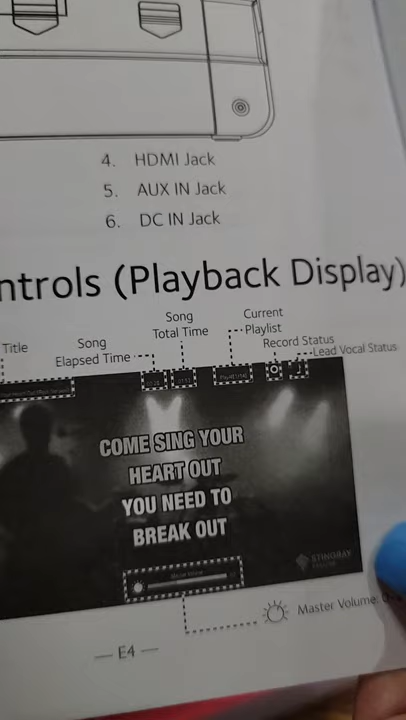 4. HDMI Jack
5. AUX IN Jack
6. DC IN Jack
ntrols (Playback Display)
Title
Song
Elapsed Time
Song
Total Time
Current
Playlist
Record Status
Lead Vocal Status
COME SING YOUR
HEART OUT
YOU NEED TO
BREAK OUT
STINGRAY
KARAOKE
Master Volume:
— E4 —